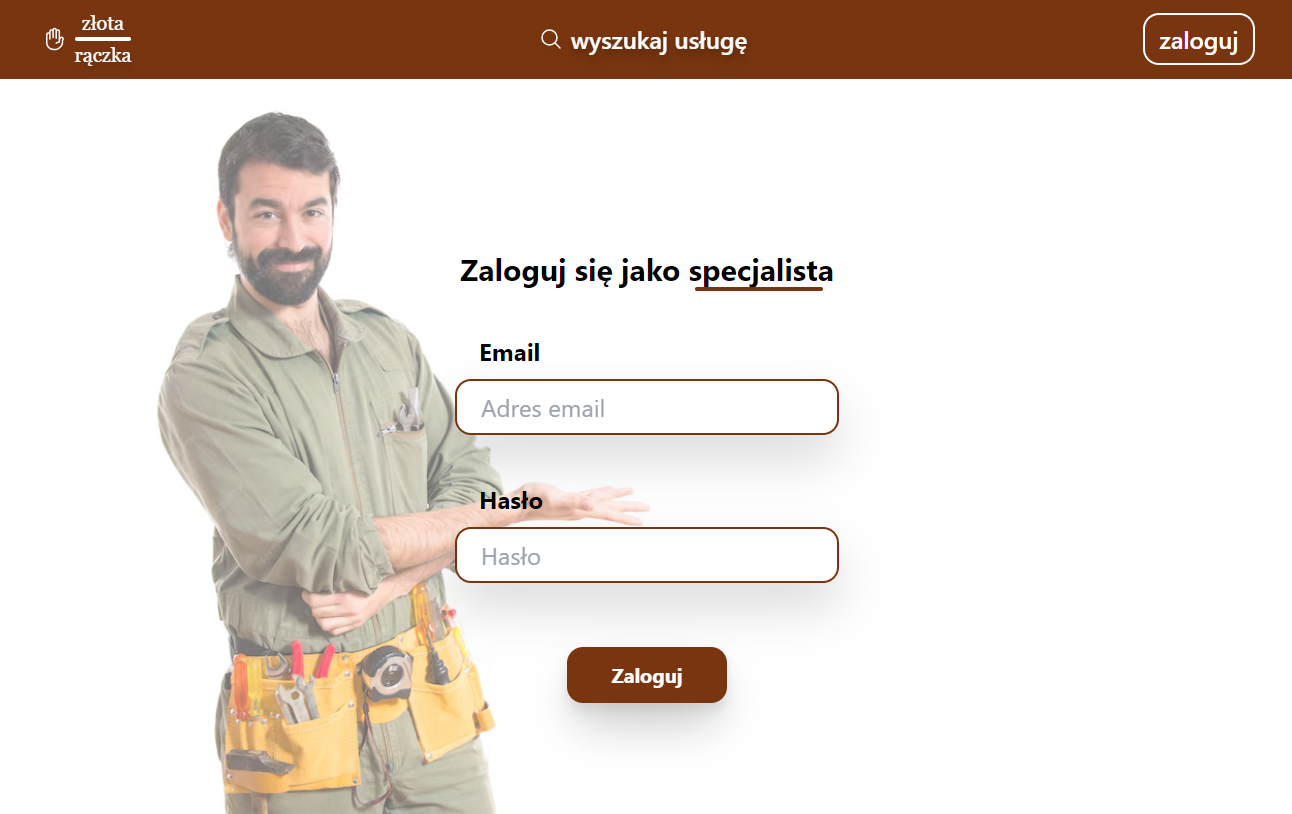 złota
rączka
wyszukaj usługę
zaloguj
Zaloguj się jako specjalista
Email
Adres email
Hasło
Hasło
Zaloguj